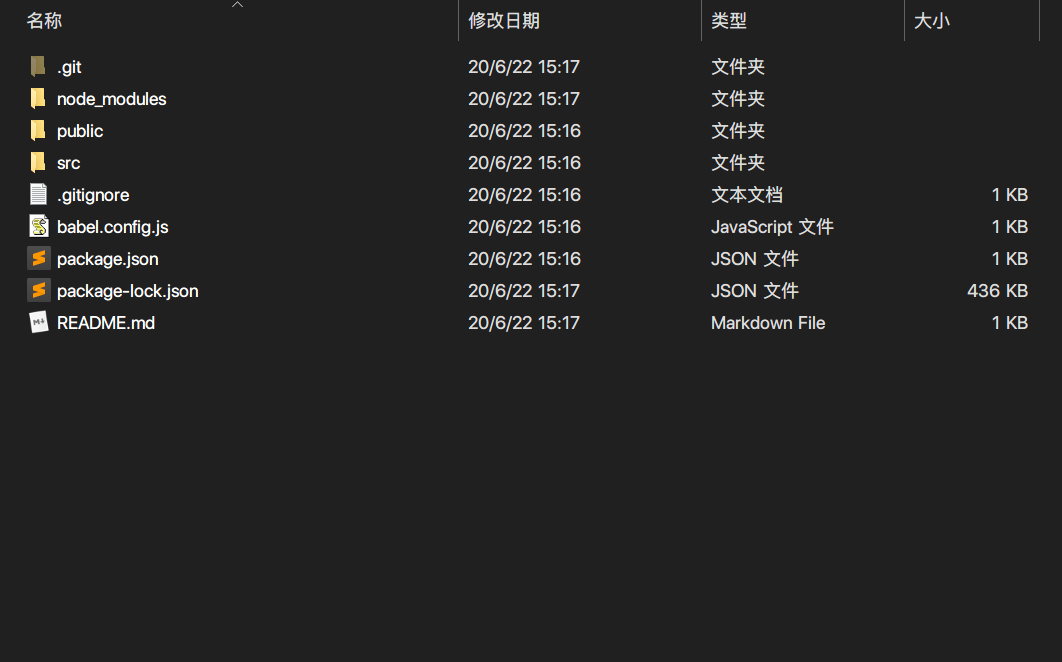 名称 修改日期 类型 大小
.git 20/6/22 15:17 文件夹
node_modules 20/6/22 15:17 文件夹
public 20/6/22 15:16 文件夹
src 20/6/22 15:16 文件夹
.gitignore 20/6/22 15:16 文本文档 1 KB
babel.config.js 20/6/22 15:16 JavaScript 文件 1 KB
package.json 20/6/22 15:16 JSON 文件 1 KB
package-lock.json 20/6/22 15:17 JSON 文件 436 KB
README.md 20/6/22 15:17 Markdown File 1 KB